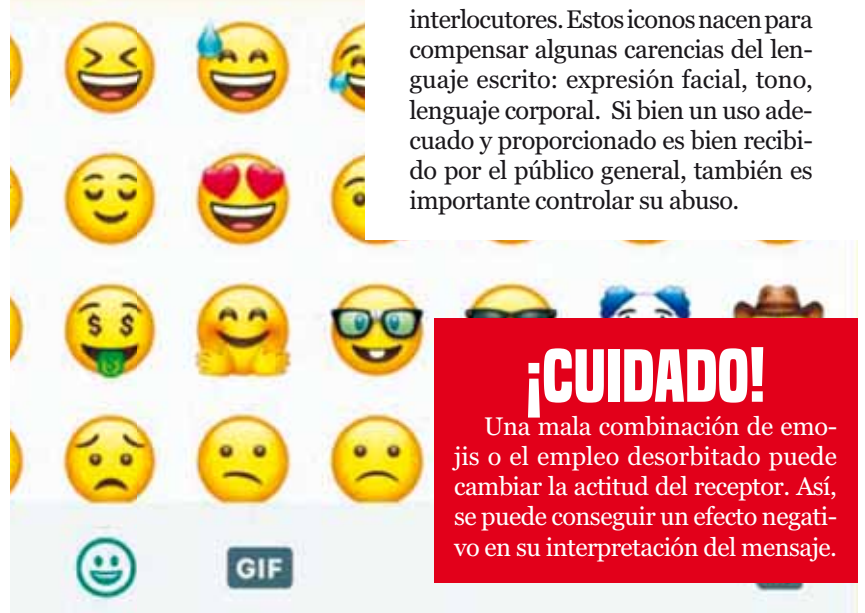 interlocutores. Estos iconos nacen para
compensar algunas carencias del len-
guaje escrito: expresión facial, tono,
lenguaje corporal. Si bien un uso ade-
cuado y proporcionado es bien recibi-
do por el público general, también es
importante controlar su abuso.
$ $
$
¡CUIDADO!
Una mala combinación de emo-
jis o el empleo desorbitado puede
cambiar la actitud del receptor. Así,
se puede conseguir un efecto negati-
vo en su interpretación del mensaje.
GIF